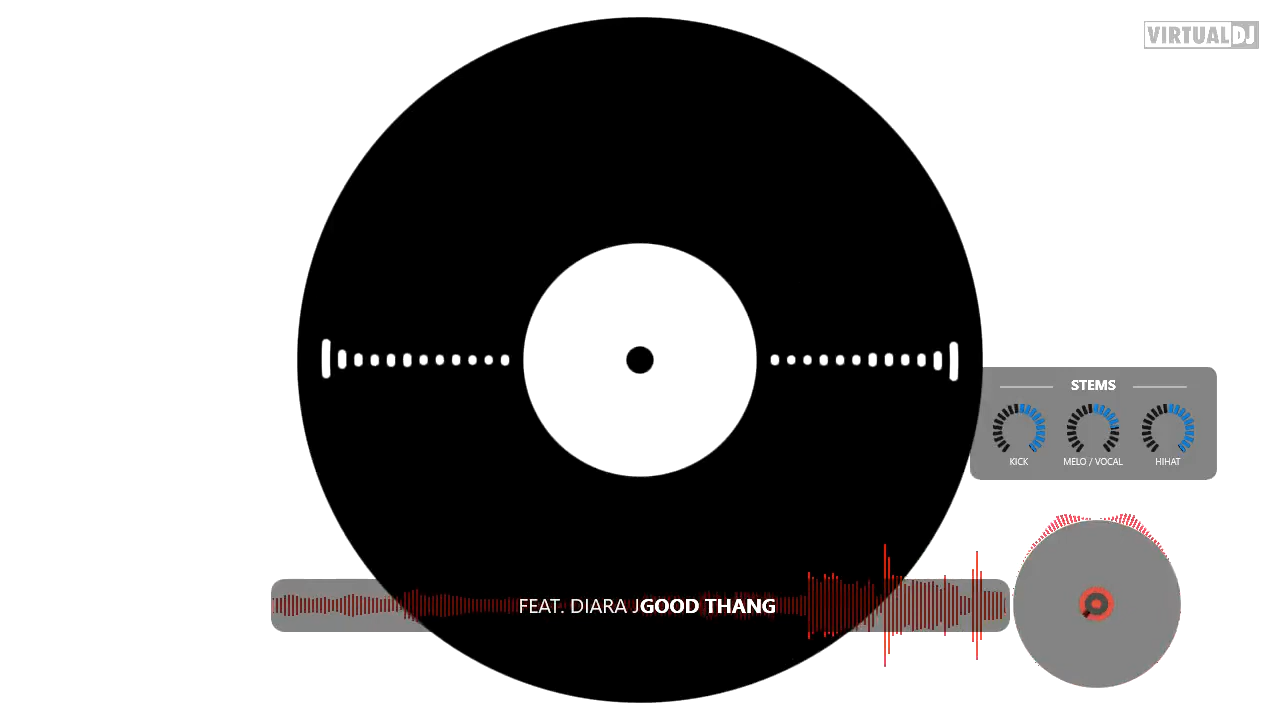 VIRTUALDJ
STEMS
KICK MELO / VOCAL HIHAT
FEAT. DIARA JGOOD THANG